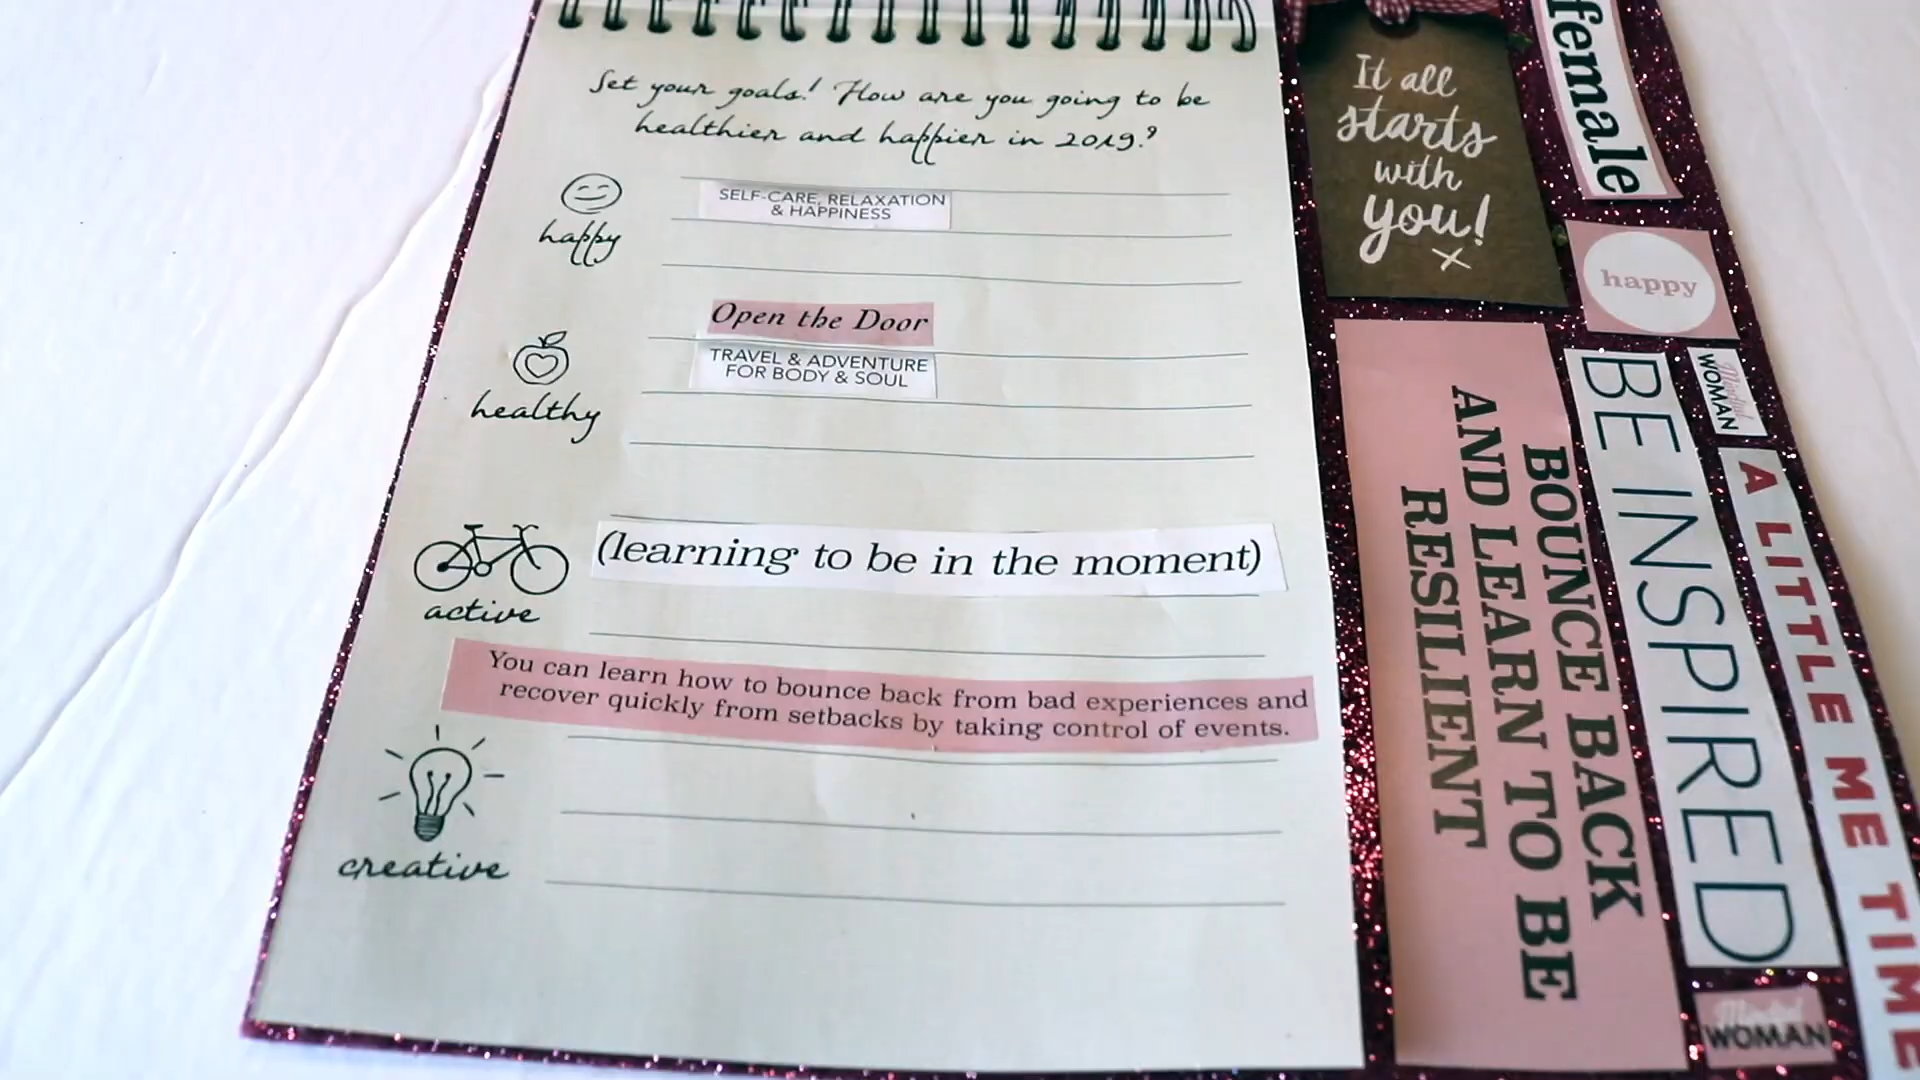 Set your goals! How are you going to be
healthier and happier in 2019?
SELF-CARE, RELAXATION
& HAPPINESS
happy
Open the Door
TRAVEL & ADVENTURE
FOR BODY & SOUL
healthy
(learning to be in the moment)
active
You can learn how to bounce back from bad experiences and
recover quickly from setbacks by taking control of events.
creative
It all
starts
with
you!
x
female
happy
BOUNCE BACK
AND LEARN TO BE
RESILIENT
BE INSPIRED
Mindful
WOMAN
A LITTLE ME TIME
Mindful
WOMAN